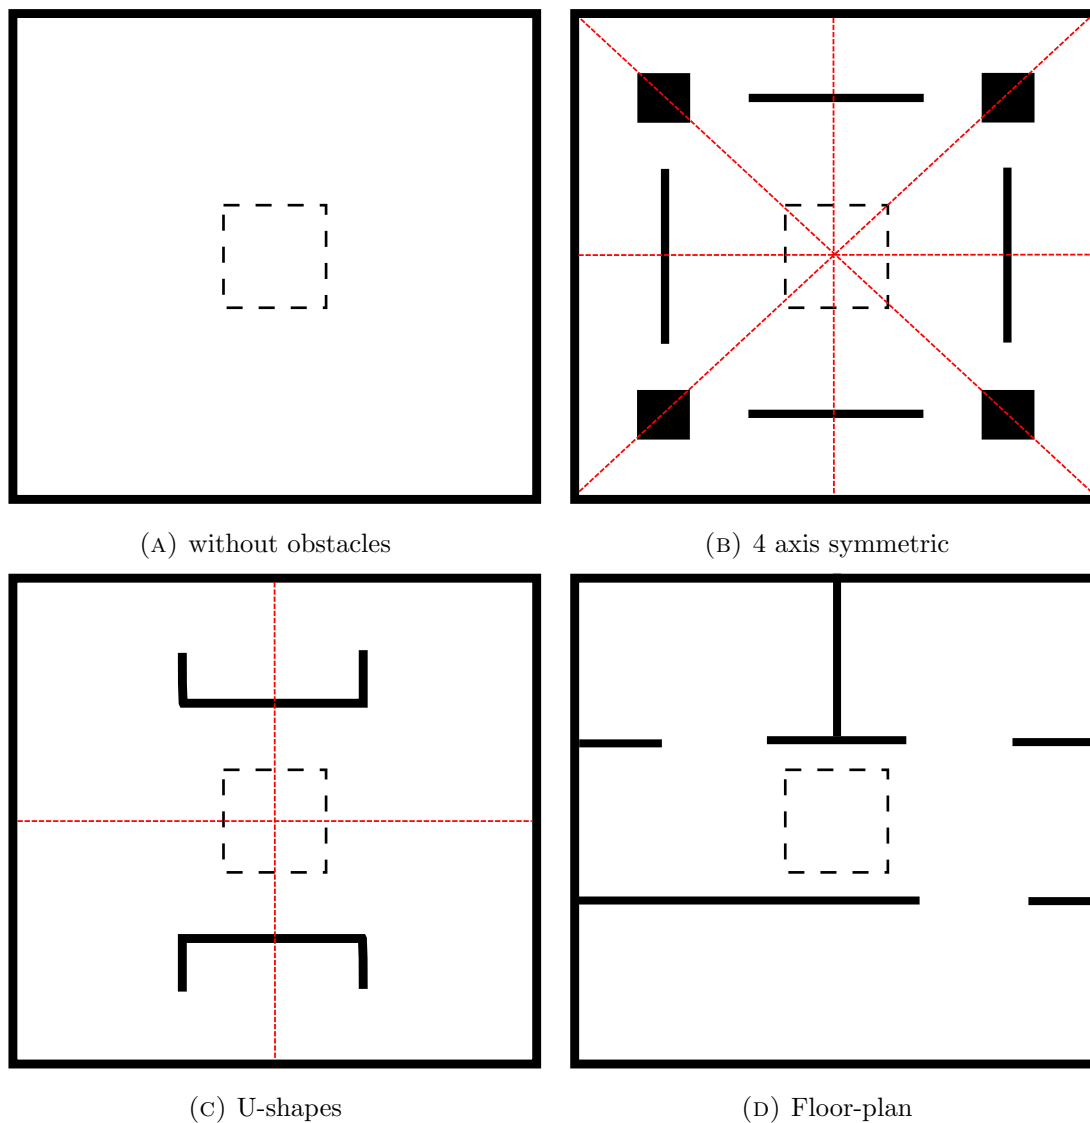 (A) without obstacles
(B) 4 axis symmetric
(C) U-shapes
(D) Floor-plan